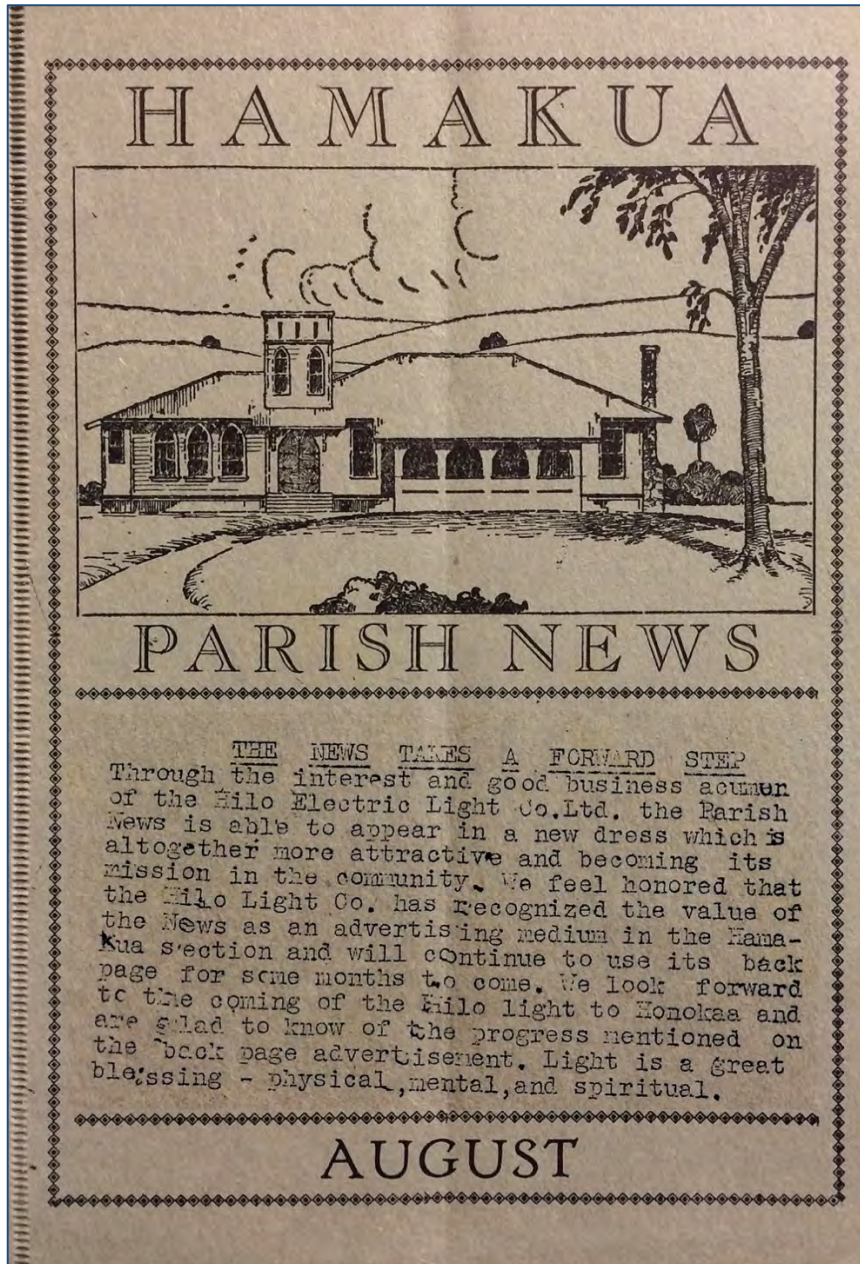 HAMAKUA
PARISH NEWS
THE NEWS TAKES A FORWARD STEP
Through the interest and good business acumen
of the Hilo Electric Light Co.Ltd. the Parish
News is able to appear in a new dress which is
altogether more attractive and becoming its
mission in the community. We feel honored that
the Hilo Light Co. has recognized the value of
the News as an advertising medium in the Hama-
kua section and will continue to use its back
page for some months to come. We look forward
to the coming of the Hilo light to Honokaa and
are glad to know of the progress mentioned on
the back page advertisement. Light is a great
blessing - physical,mental,and spiritual.
AUGUST